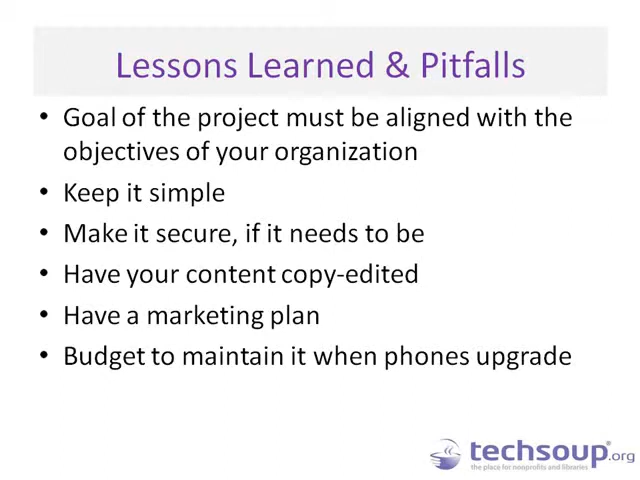 Lessons Learned & Pitfalls
• Goal of the project must be aligned with the
objectives of your organization
• Keep it simple
• Make it secure, if it needs to be
• Have your content copy-edited
• Have a marketing plan
• Budget to maintain it when phones upgrade
techsoup®.org
the place for nonprofits and libraries